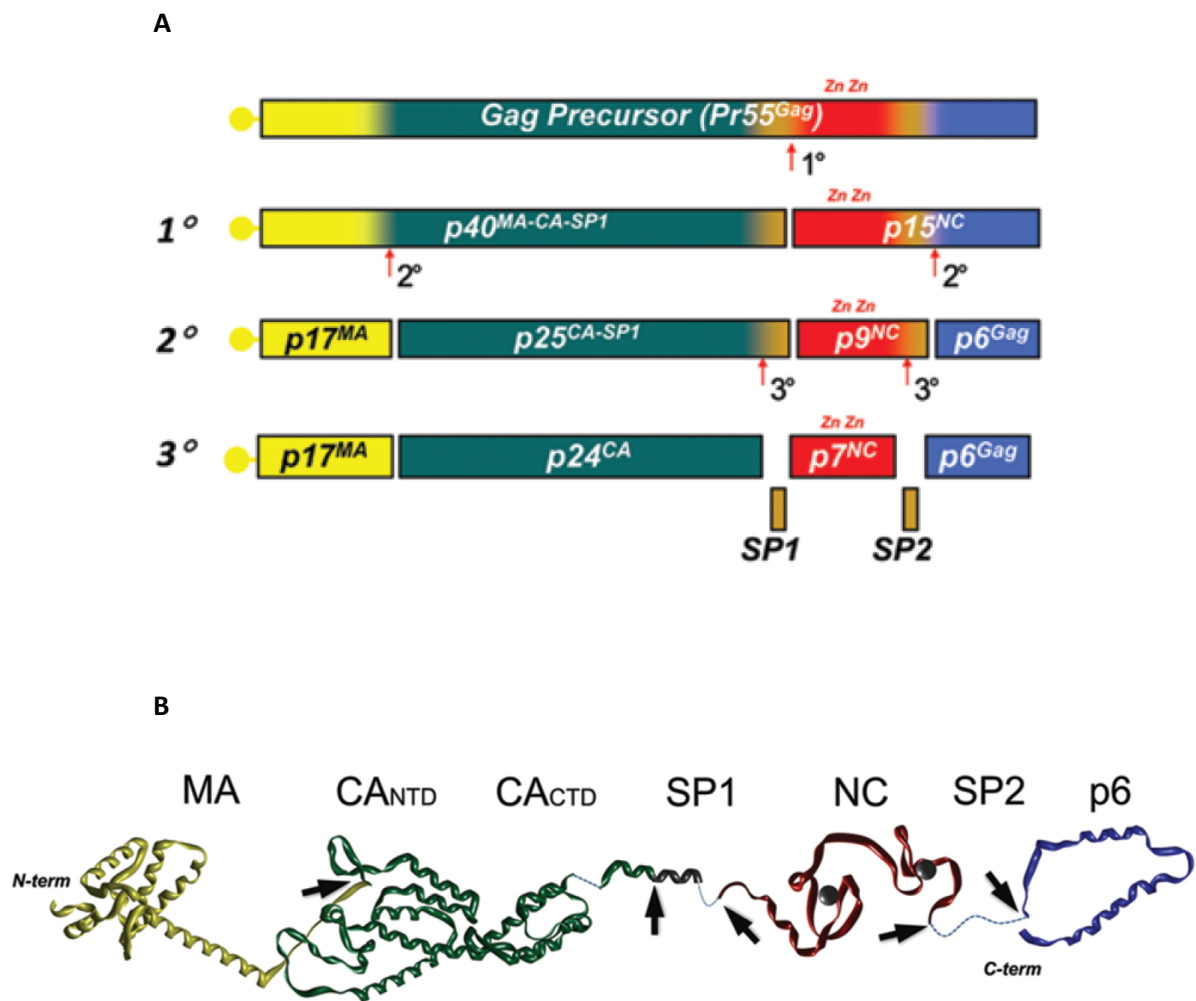 A
Zn Zn
Gag Precursor (Pr55Gag)
1°
Zn Zn
1° p40MA-CA-SP1 p15NC
2° 2°
Zn Zn
2° p17MA p25CA-SP1 p9NC p6Gag
3° 3°
Zn Zn
3° p17MA p24CA p7NC p6Gag
SP1 SP2
B
MA CANTD CACTD SP1 NC SP2 p6
N-term
C-term